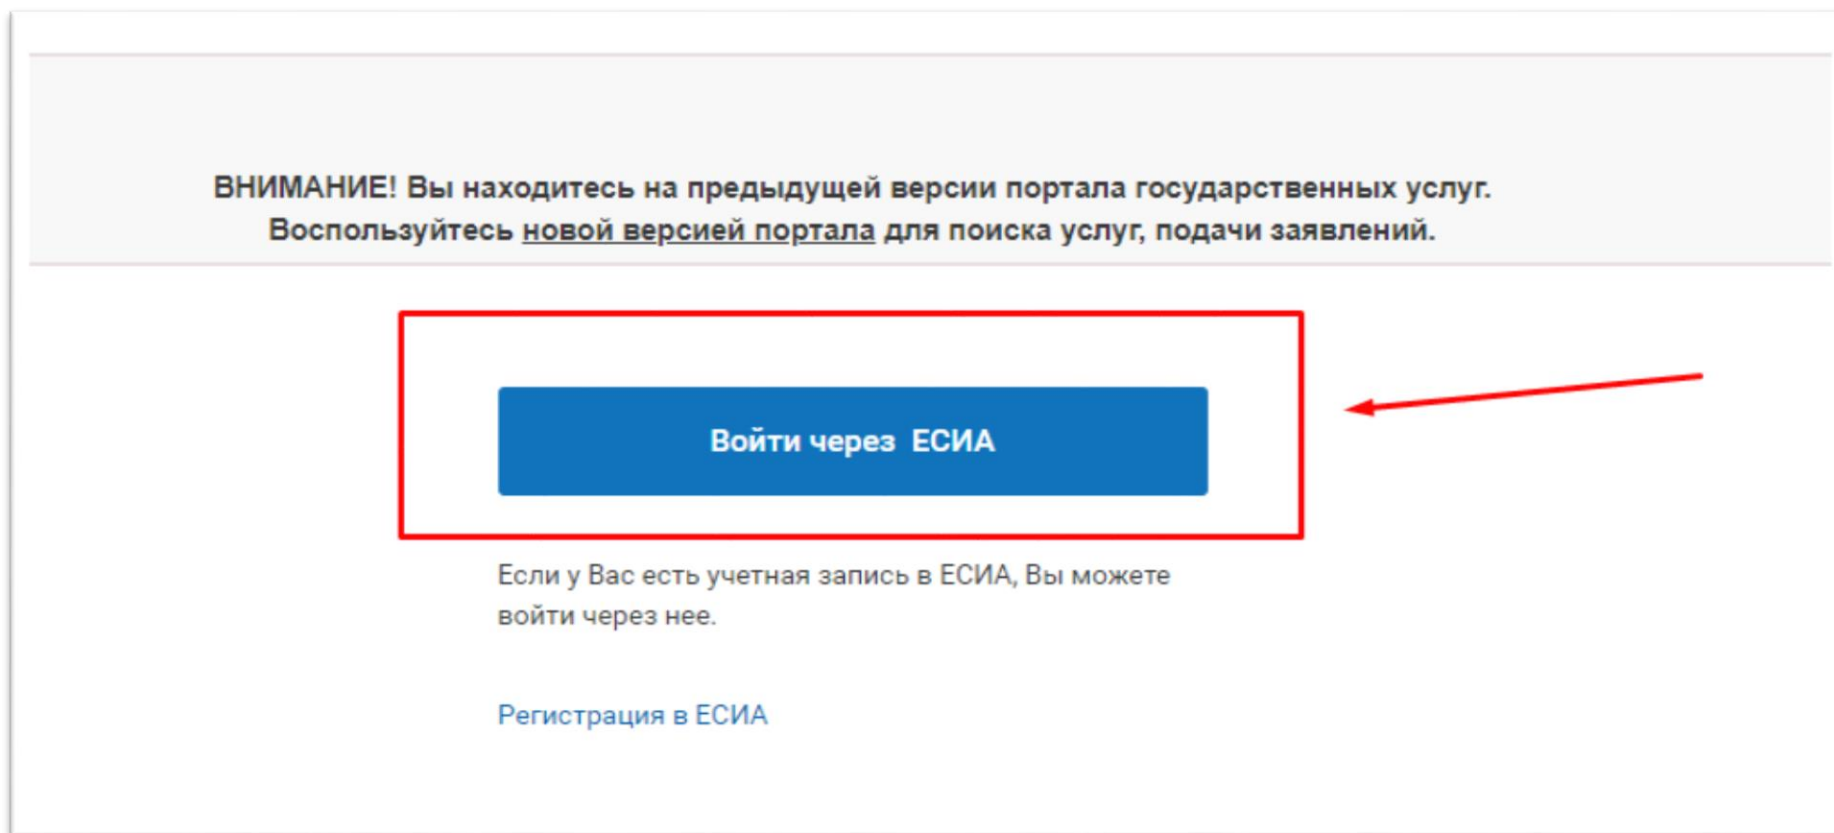 ВНИМАНИЕ! Вы находитесь на предыдущей версии портала государственных услуг.
Воспользуйтесь новой версией портала для поиска услуг, подачи заявлений.
Войти через ЕСИА
Если у Вас есть учетная запись в ЕСИА, Вы можете
войти через нее.
Регистрация в ЕСИА